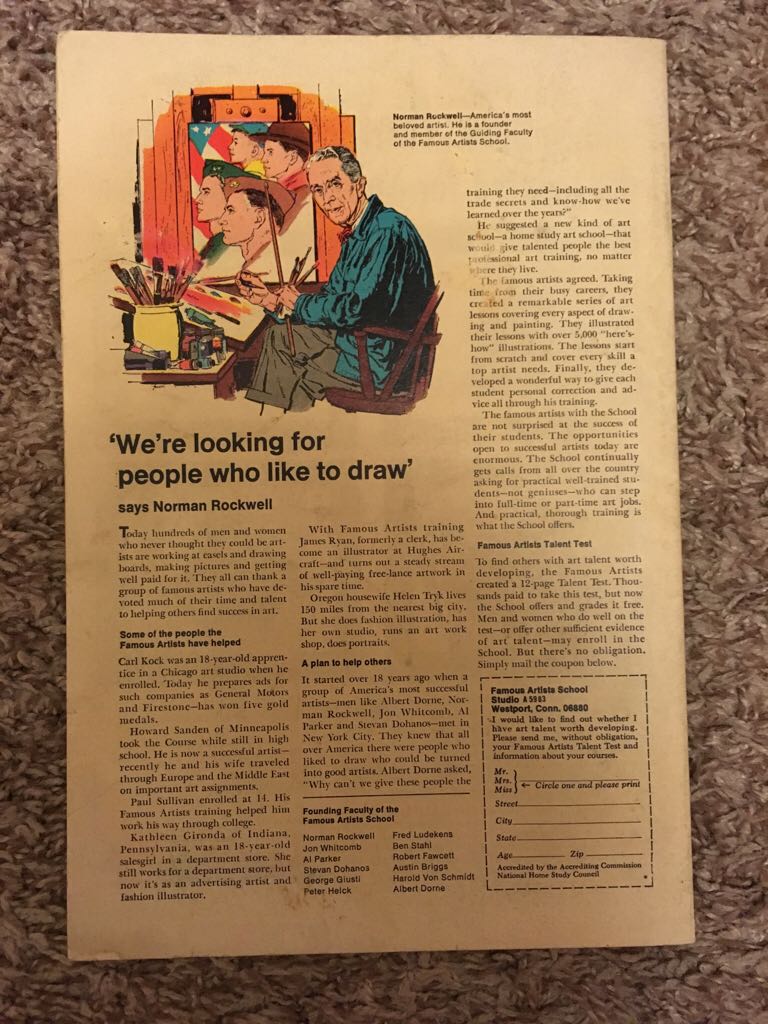 Norman Rockwell—America's most
beloved artist. He is a founder
and member of the Guiding Faculty
of the Famous Artists School.
'We're looking for
people who like to draw'
says Norman Rockwell
Today hundreds of men and women
who never thought they could be art-
ists are working at easels and drawing
boards, making pictures and getting
well paid for it. They all can thank a
group of famous artists who have de-
voted much of their time and talent
to helping others find success in art.
Some of the people the
Famous Artists have helped
Carl Kock was an 18-year-old appren-
tice in a Chicago art studio when he
enrolled. Today he prepares ads for
such companies as General Motors
and Firestone—has won five gold
medals.
Howard Sanden of Minneapolis
took the Course while still in high
school. He is now a successful artist—
recently he and his wife traveled
through Europe and the Middle East
on important art assignments.
Paul Sullivan enrolled at 14. His
Famous Artists training helped him
work his way through college.
Kathleen Gironda of Indiana,
Pennsylvania, was an 18-year-old
salesgirl in a department store. She
still works for a department store, but
now it's as an advertising artist and
fashion illustrator.
With Famous Artists training
James Ryan, formerly a clerk, has be-
come an illustrator at Hughes Air-
craft—and turns out a steady stream
of well-paying free-lance artwork in
his spare time.
Oregon housewife Helen Tryk lives
150 miles from the nearest big city.
But she does fashion illustration, has
her own studio, runs an art work
shop, does portraits.
A plan to help others
It started over 18 years ago when a
group of America's most successful
artists—men like Albert Dorne, Nor-
man Rockwell, Jon Whitcomb, Al
Parker and Stevan Dohanos—met in
New York City. They knew that all
over America there were people who
liked to draw who could be turned
into good artists. Albert Dorne asked,
"Why can't we give these people the
Founding Faculty of the
Famous Artists School
Norman Rockwell
Jon Whitcomb
Al Parker
Stevan Dohanos
George Giusti
Peter Helck
Fred Ludekens
Ben Stahl
Robert Fawcett
Austin Briggs
Harold Von Schmidt
Albert Dorne
training they need—including all the
trade secrets and know-how we've
learned over the years?"
He suggested a new kind of art
school—a home study art school—that
would give talented people the best
professional art training, no matter
where they live.
The famous artists agreed. Taking
time from their busy careers, they
created a remarkable series of art
lessons covering every aspect of draw-
ing and painting. They illustrated
their lessons with over 5,000 "here's-
how" illustrations. The lessons start
from scratch and cover every skill a
top artist needs. Finally, they de-
veloped a wonderful way to give each
student personal correction and ad-
vice all through his training.
The famous artists with the School
are not surprised at the success of
their students. The opportunities
open to successful artists today are
enormous. The School continually
gets calls from all over the country
asking for practical well-trained stu-
dents—not geniuses—who can step
into full-time or part-time art jobs.
And practical, thorough training is
what the School offers.
Famous Artists Talent Test
To find others with art talent worth
developing, the Famous Artists
created a 12-page Talent Test. Thou-
sands paid to take this test, but now
the School offers and grades it free.
Men and women who do well on the
test—or offer other sufficient evidence
of art talent—may enroll in the
School. But there's no obligation.
Simply mail the coupon below.
Famous Artists School
Studio A5903
Westport, Conn. 06880
I would like to find out whether I
have art talent worth developing.
Please send me, without obligation,
your Famous Artists Talent Test and
information about your courses.
Mr.
Mrs.
Miss
← Circle one and please print
Street
City
State
Age Zip
Accredited by the Accrediting Commission
National Home Study Council